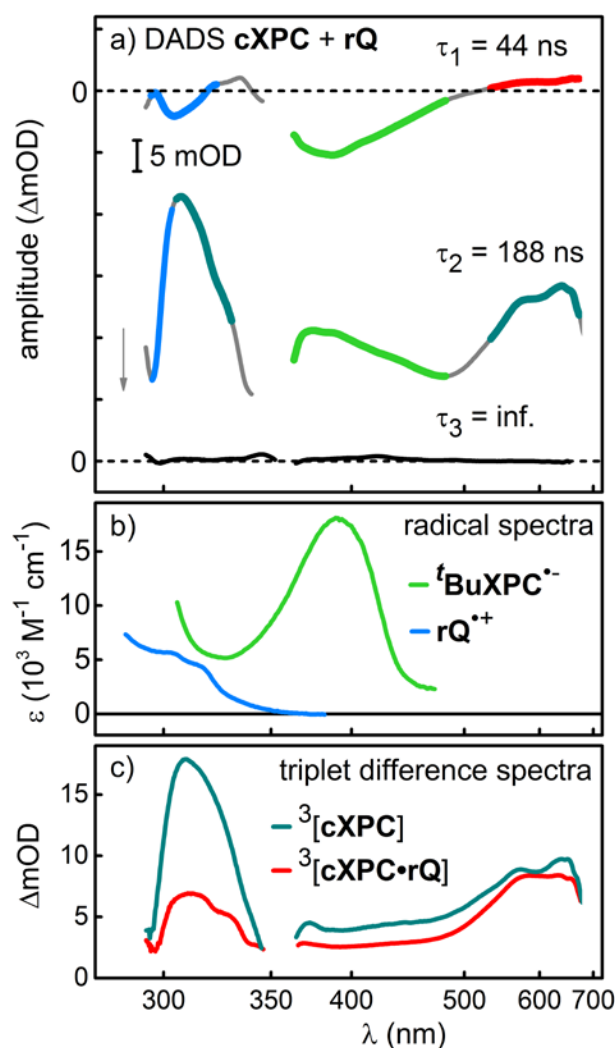 a) DADS cXPC + rQ
τ₁ = 44 ns
0
5 mOD
τ₂ = 188 ns
τ₃ = inf.
0
amplitude (ΔmOD)
b)
radical spectra
ᵗBuXPC•⁻
rQ•⁺
15
10
5
0
ε (10³ M⁻¹ cm⁻¹)
c)
triplet difference spectra
³[cXPC]
³[cXPC•rQ]
15
10
5
0
ΔmOD
300 350 400 500 600 700
λ (nm)